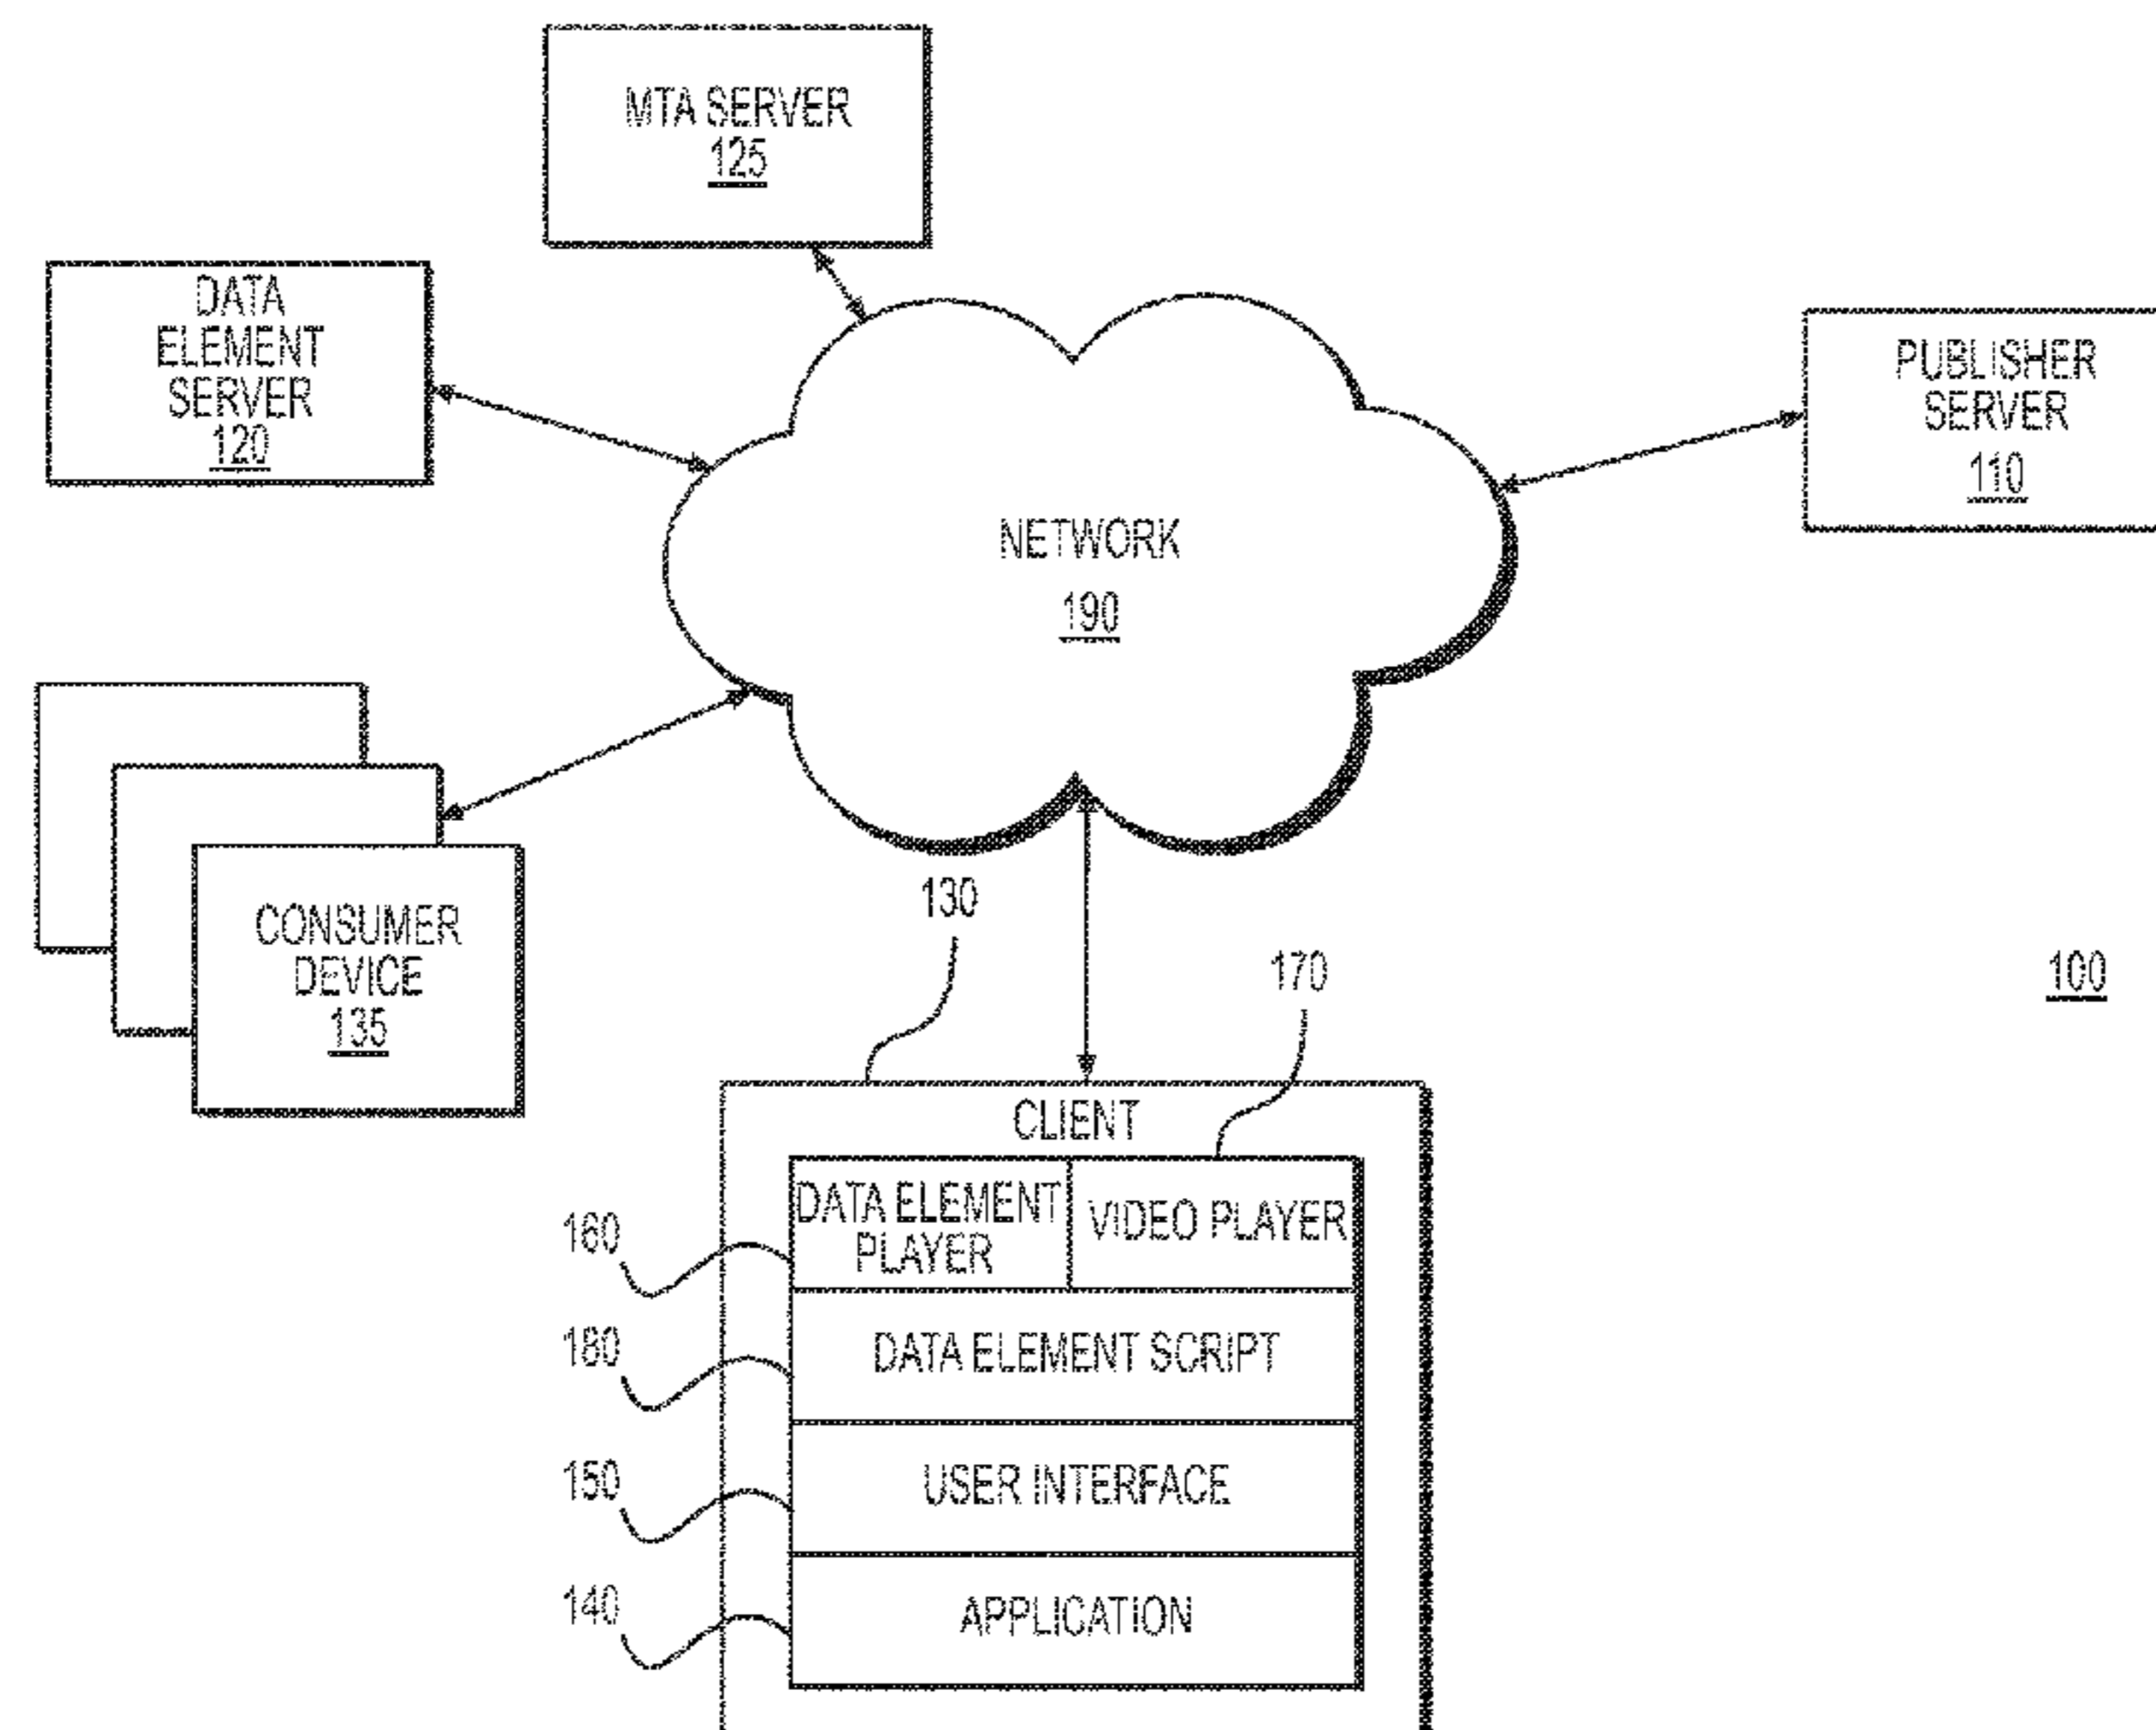 MTA SERVER
125
DATA
ELEMENT
SERVER
120
PUBLISHER
SERVER
110
NETWORK
190
CONSUMER
DEVICE
135
130
170
100
CLIENT
DATA ELEMENT
PLAYER
VIDEO PLAYER
160
180
DATA ELEMENT SCRIPT
150
USER INTERFACE
140
APPLICATION